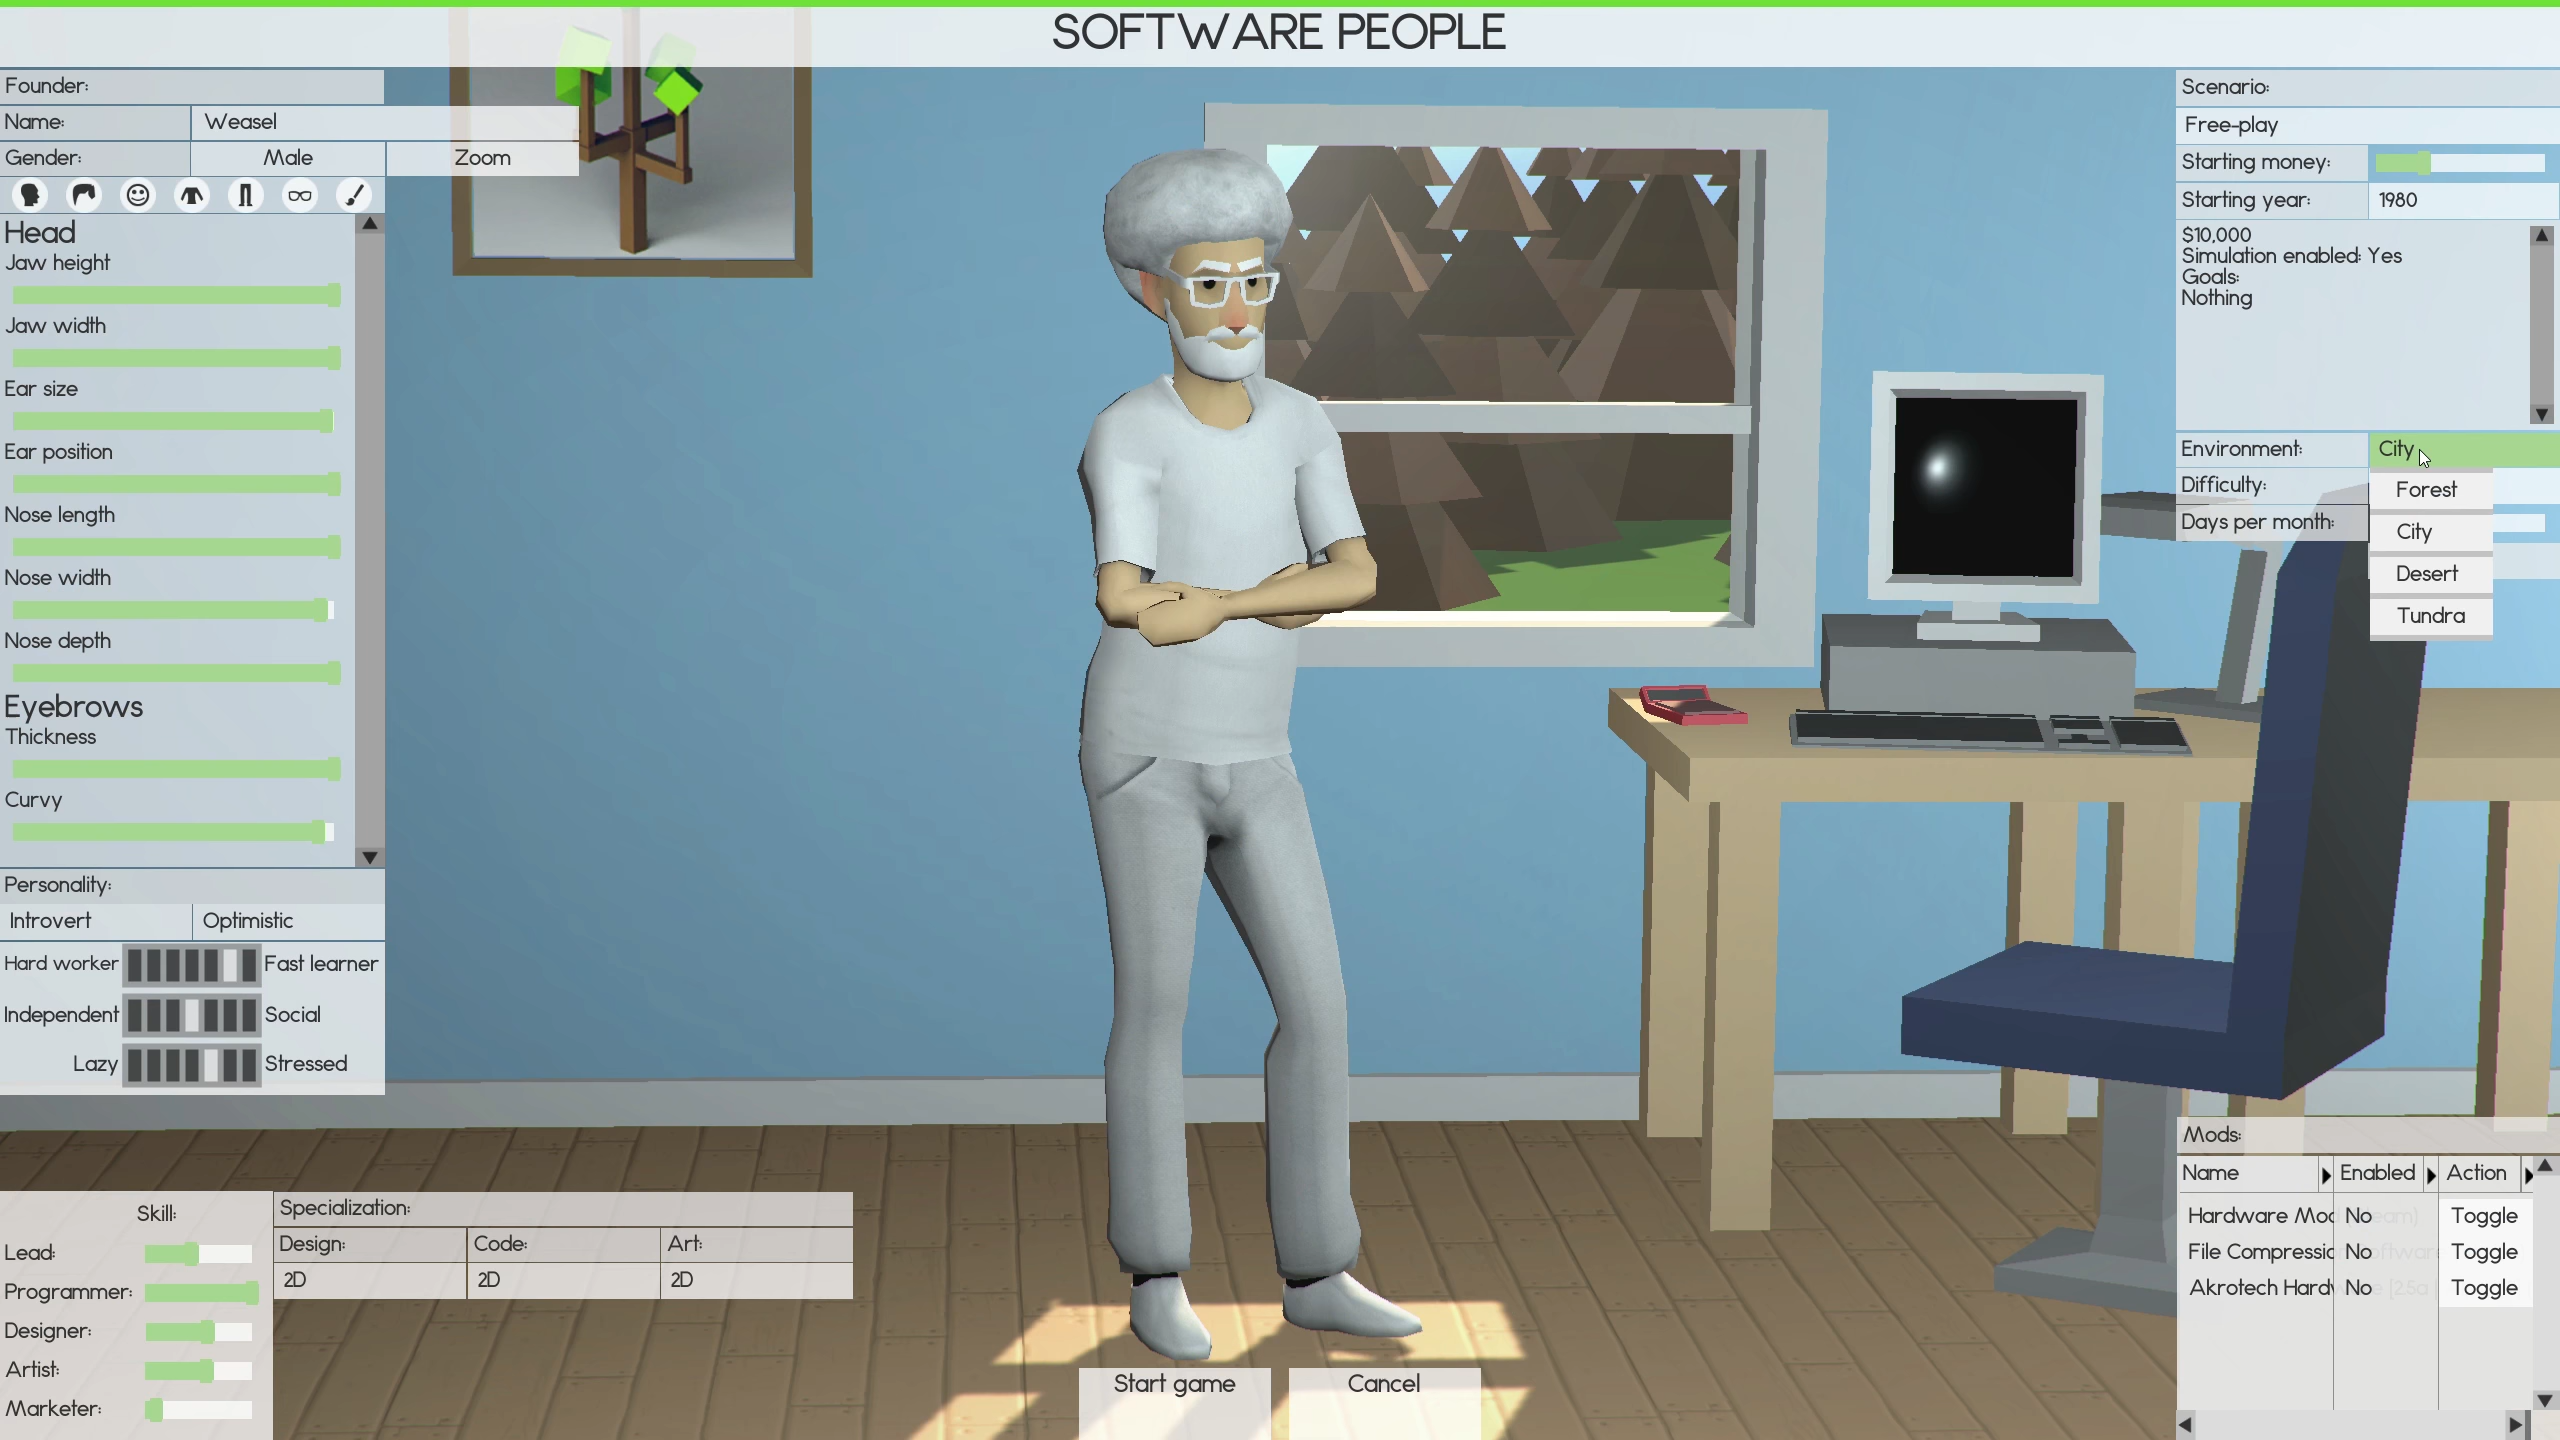 SOFTWARE PEOPLE
Founder:
Name: Weasel
Gender: Male Zoom
Head
Jaw height
Jaw width
Ear size
Ear position
Nose length
Nose width
Nose depth
Eyebrows
Thickness
Curvy
Personality:
Introvert Optimistic
Hard worker Fast learner
Independent Social
Lazy Stressed
Skill:
Lead:
Programmer:
Designer:
Artist:
Marketer:
Specialization:
Design: Code: Art:
2D 2D 2D
Start game Cancel
Scenario:
Free-play
Starting money:
Starting year: 1980
$10,000
Simulation enabled: Yes
Goals:
Nothing
Environment: City
Difficulty:
Days per month:
Forest
City
Desert
Tundra
Mods:
Name Enabled Action
Hardware Mod No Toggle
File Compressic No Toggle
Akrotech Hardw No Toggle